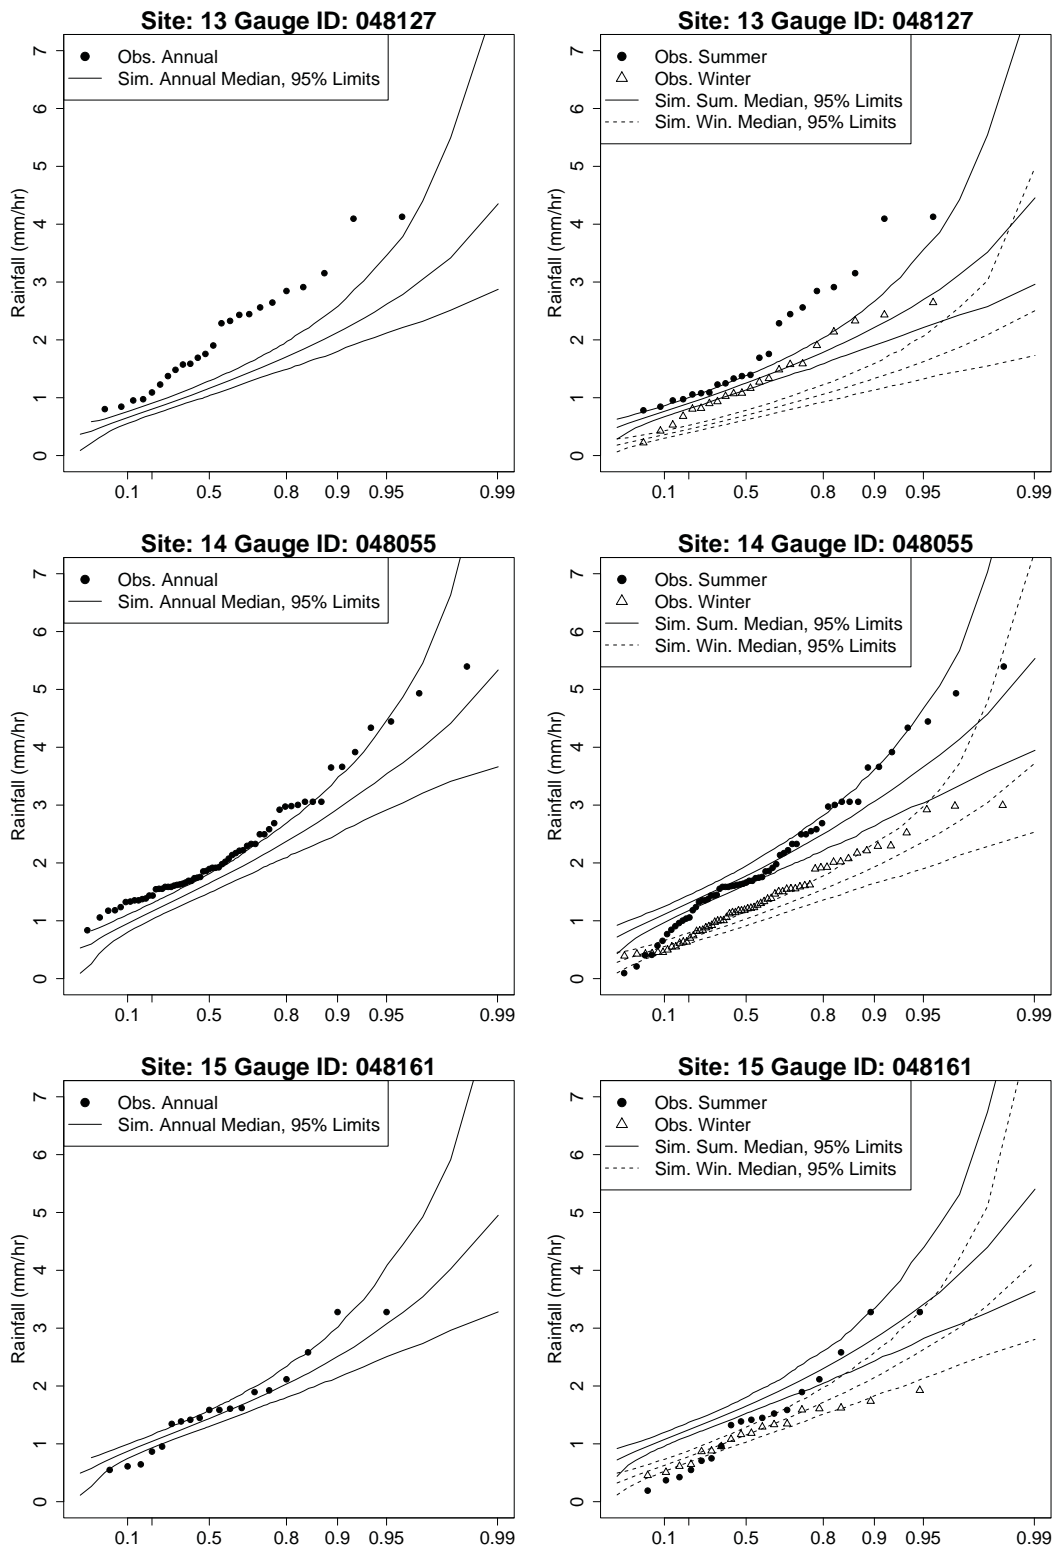 Site: 13 Gauge ID: 048127
Obs. Annual
Sim. Annual Median, 95% Limits
Rainfall (mm/hr)
0 1 2 3 4 5 6 7
0.1 0.5 0.8 0.9 0.95 0.99
Site: 13 Gauge ID: 048127
Obs. Summer
Obs. Winter
Sim. Sum. Median, 95% Limits
Sim. Win. Median, 95% Limits
Rainfall (mm/hr)
0 1 2 3 4 5 6 7
0.1 0.5 0.8 0.9 0.95 0.99
Site: 14 Gauge ID: 048055
Obs. Annual
Sim. Annual Median, 95% Limits
Rainfall (mm/hr)
0 1 2 3 4 5 6 7
0.1 0.5 0.8 0.9 0.95 0.99
Site: 14 Gauge ID: 048055
Obs. Summer
Obs. Winter
Sim. Sum. Median, 95% Limits
Sim. Win. Median, 95% Limits
Rainfall (mm/hr)
0 1 2 3 4 5 6 7
0.1 0.5 0.8 0.9 0.95 0.99
Site: 15 Gauge ID: 048161
Obs. Annual
Sim. Annual Median, 95% Limits
Rainfall (mm/hr)
0 1 2 3 4 5 6 7
0.1 0.5 0.8 0.9 0.95 0.99
Site: 15 Gauge ID: 048161
Obs. Summer
Obs. Winter
Sim. Sum. Median, 95% Limits
Sim. Win. Median, 95% Limits
Rainfall (mm/hr)
0 1 2 3 4 5 6 7
0.1 0.5 0.8 0.9 0.95 0.99